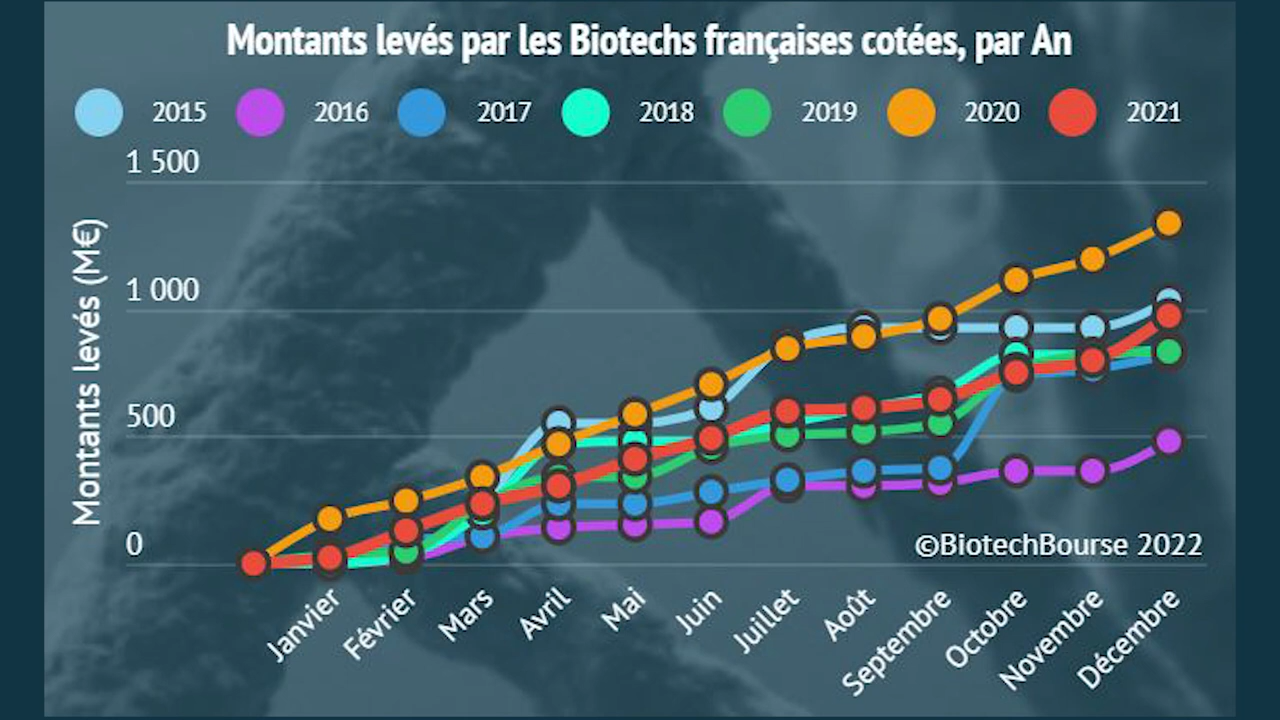 Montants levés par les Biotechs françaises cotées, par An
2015 2016 2017 2018 2019 2020 2021
1 500
1 000
500
0
Montants levés (M€)
©BiotechBourse 2022
Janvier Février Mars Avril Mai Juin Juillet Août Septembre Octobre Novembre Décembre